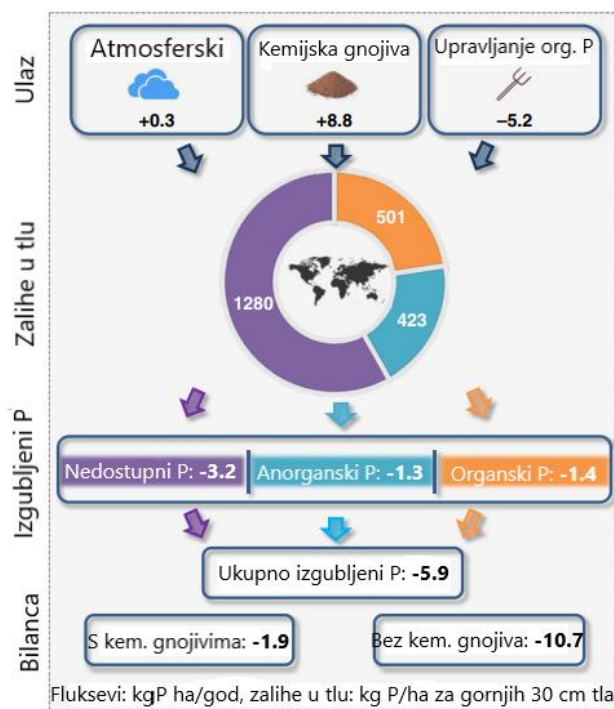 Ulaz
Atmosferski
+0.3
Kemijska gnojiva
+8.8
Upravljanje org. P
–5.2
Zalihe u tlu
501
1280
423
Izgubljeni P
Nedostupni P: -3.2
Anorganski P: -1.3
Organski P: -1.4
Bilanca
Ukupno izgubljeni P: -5.9
S kem. gnojivima: -1.9
Bez kem. gnojiva: -10.7
Fluksevi: kgP ha/god, zalihe u tlu: kg P/ha za gornjih 30 cm tla